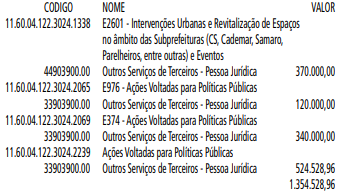 CODIGO NOME VALOR
11.60.04.122.3024.1338 E2601 - Intervenções Urbanas e Revitalização de Espaços
no âmbito das Subprefeituras (CS, Cademar, Samaro,
Parelheiros, entre outras) e Eventos
44903900.00 Outros Serviços de Terceiros - Pessoa Jurídica 370.000,00
11.60.04.122.3024.2065 E976 - Ações Voltadas para Políticas Públicas
33903900.00 Outros Serviços de Terceiros - Pessoa Jurídica 120.000,00
11.60.04.122.3024.2069 E374 - Ações Voltadas para Políticas Públicas
33903900.00 Outros Serviços de Terceiros - Pessoa Jurídica 340.000,00
11.60.04.122.3024.2239 Ações Voltadas para Políticas Públicas
33903900.00 Outros Serviços de Terceiros - Pessoa Jurídica 524.528,96
1.354.528,96